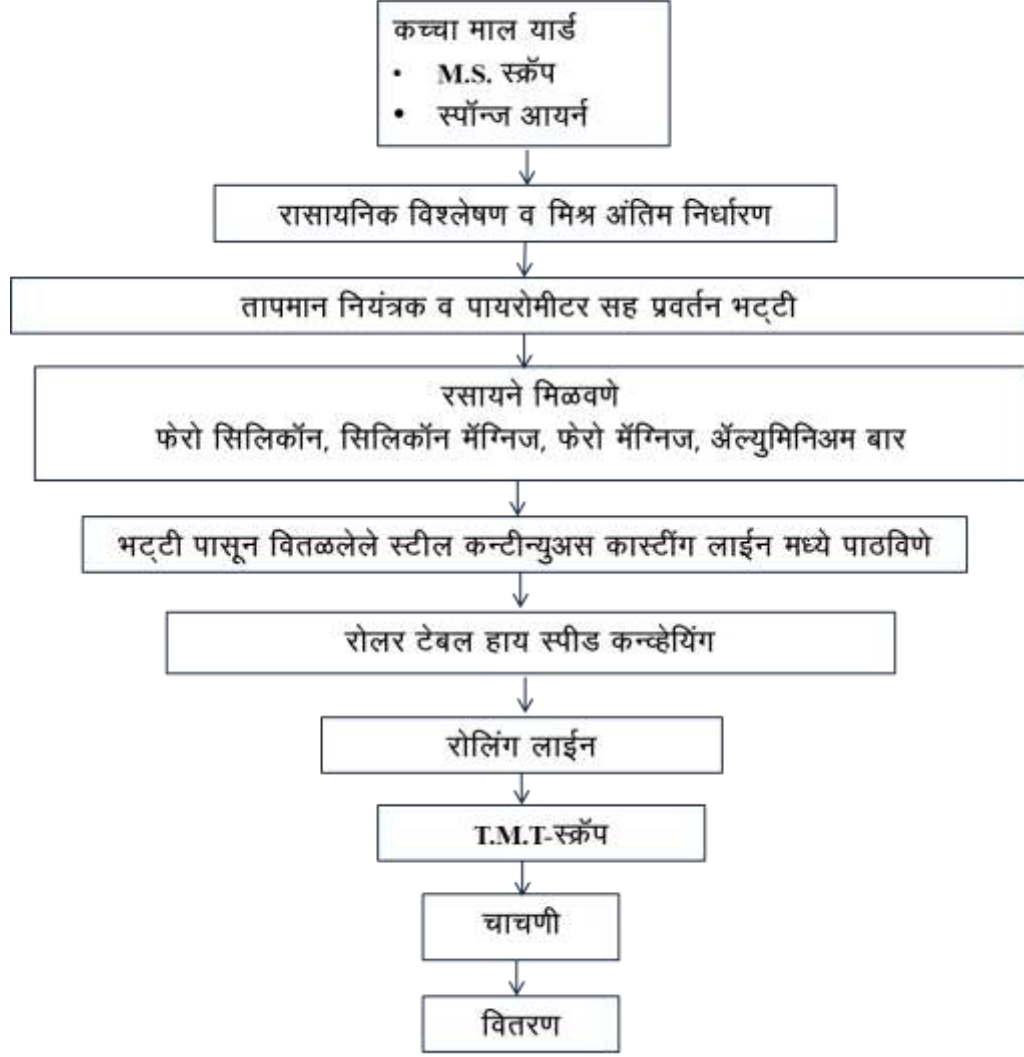 कच्चा माल यार्ड
• M.S. स्क्रॅप
• स्पॉन्ज आयर्न
रासायनिक विश्लेषण व मिश्र अंतिम निर्धारण
तापमान नियंत्रक व पायरोमीटर सह प्रवर्तन भट्टी
रसायने मिळवणे
फेरो सिलिकॉन, सिलिकॉन मॅग्निज, फेरो मॅग्निज, ॲल्युमिनिअम बार
भट्टी पासून वितळलेले स्टील कन्टीन्युअस कास्टींग लाईन मध्ये पाठविणे
रोलर टेबल हाय स्पीड कन्व्हेयिंग
रोलिंग लाईन
T.M.T-स्क्रॅप
चाचणी
वितरण